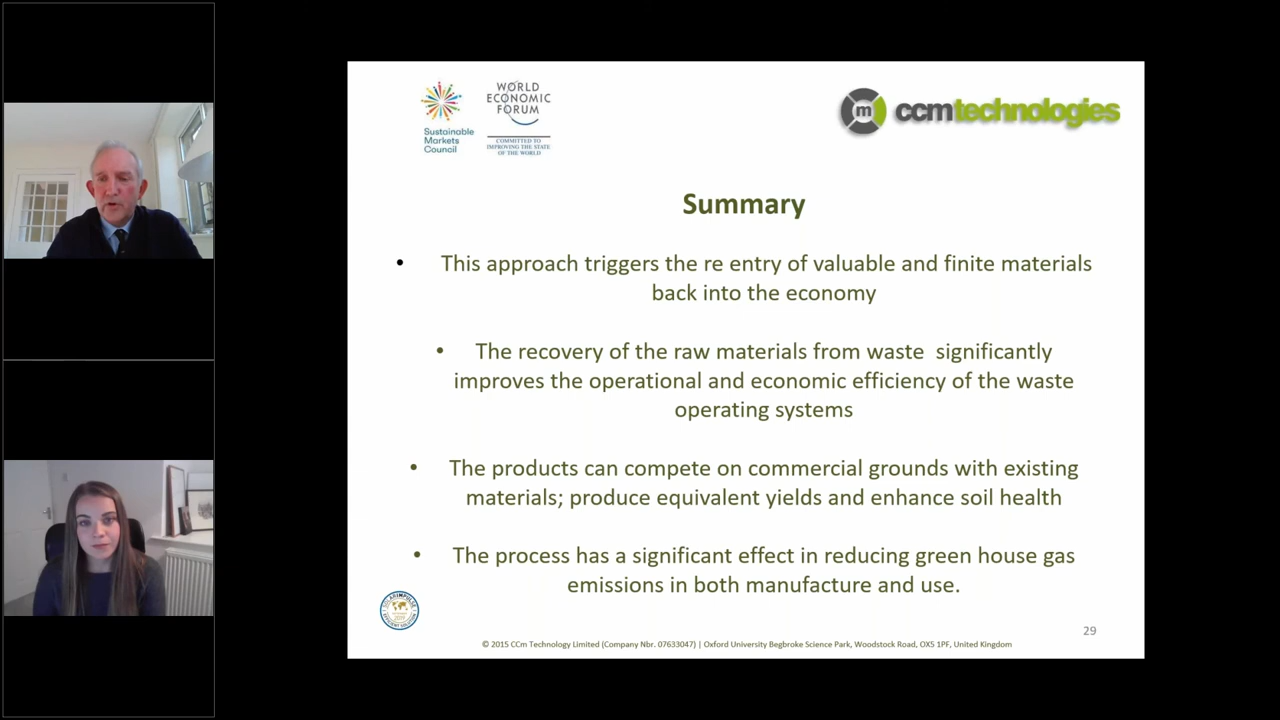 Sustainable
Markets
Council
WORLD
ECONOMIC
FORUM
COMMITTED TO
IMPROVING THE STATE
OF THE WORLD
m ccmtechnologies
Summary
• This approach triggers the re entry of valuable and finite materials
back into the economy
• The recovery of the raw materials from waste  significantly
improves the operational and economic efficiency of the waste
operating systems
• The products can compete on commercial grounds with existing
materials; produce equivalent yields and enhance soil health
• The process has a significant effect in reducing green house gas
emissions in both manufacture and use.
SOLAR IMPULSE
EFFICIENT SOLUTION
29
© 2015 CCm Technology Limited (Company Nbr. 07633047) | Oxford University Begbroke Science Park, Woodstock Road, OX5 1PF, United Kingdom